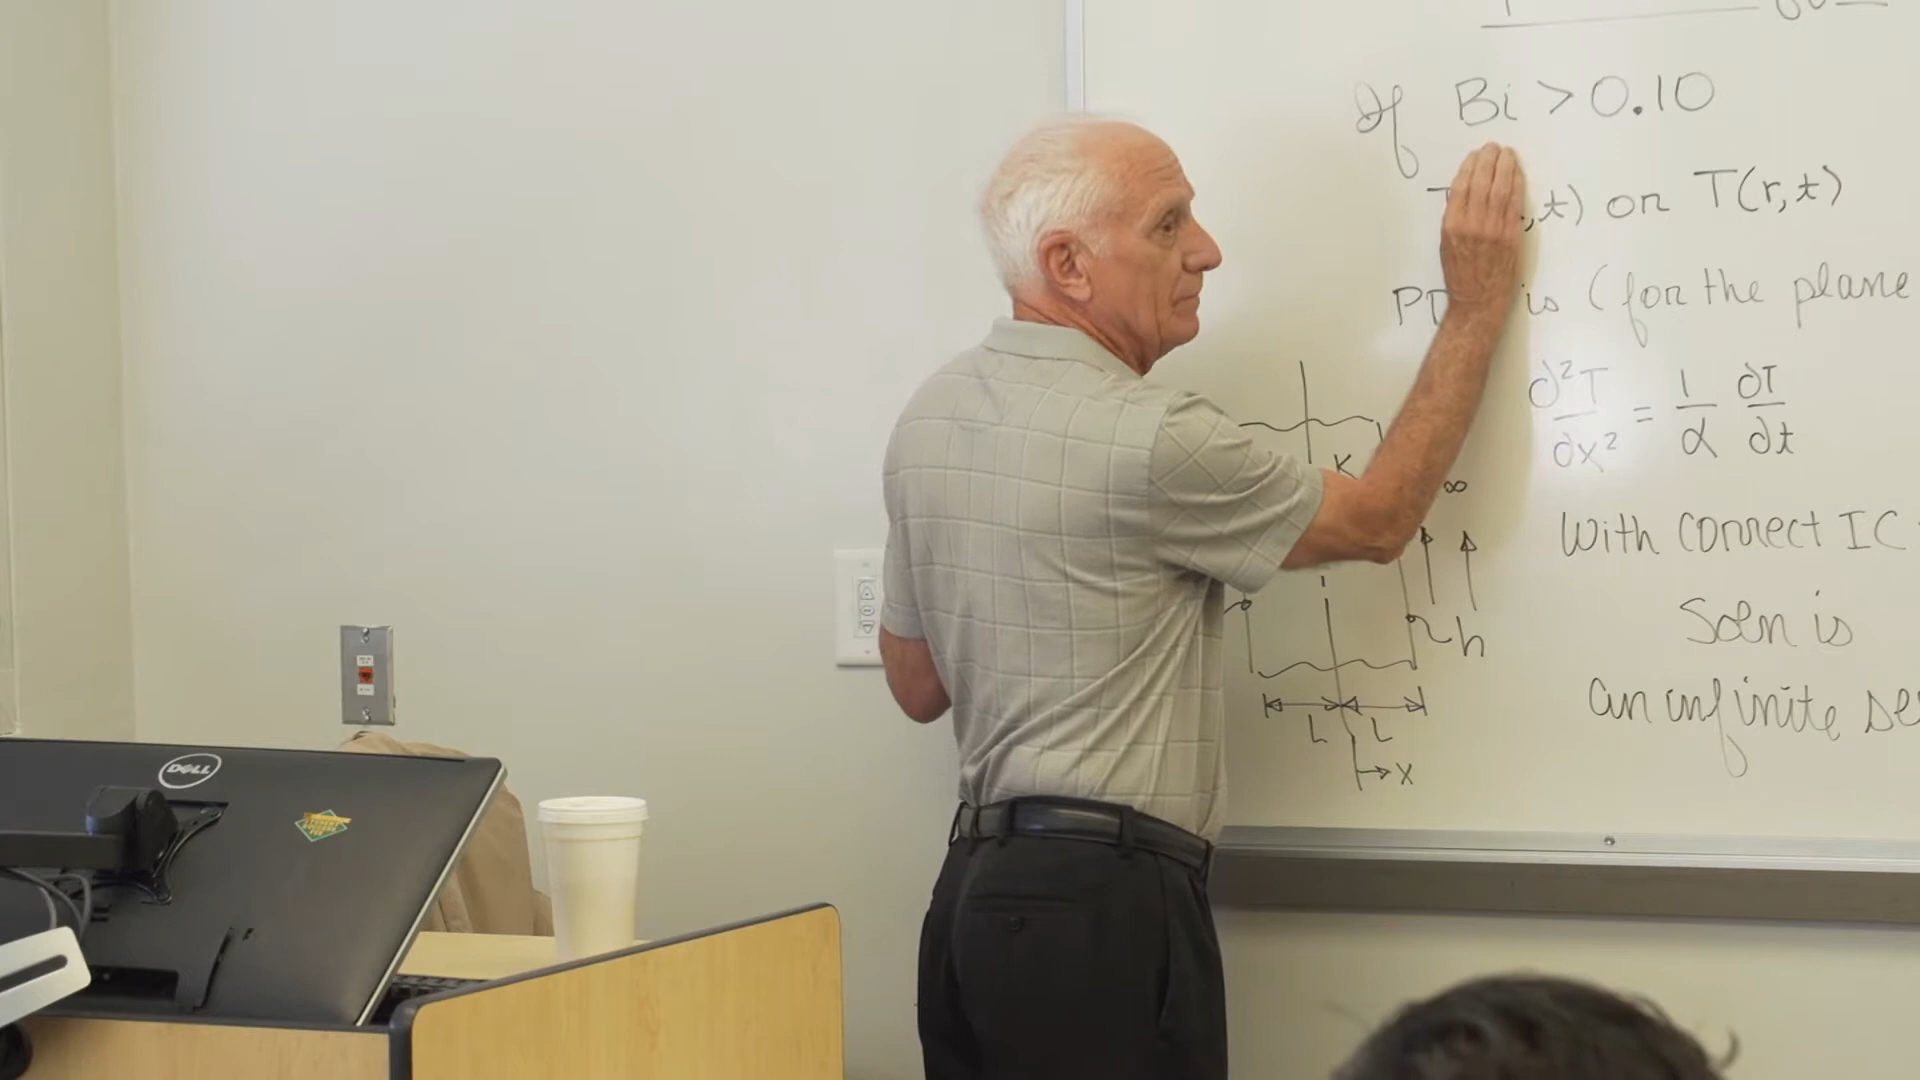 If Bi > 0.10
,t) or T(r,t)
is (for the plane
∂²T/∂x² = 1/α ∂T/∂t
K
∞
With correct IC
h
Soln is
an infinite se
L L
x
DELL